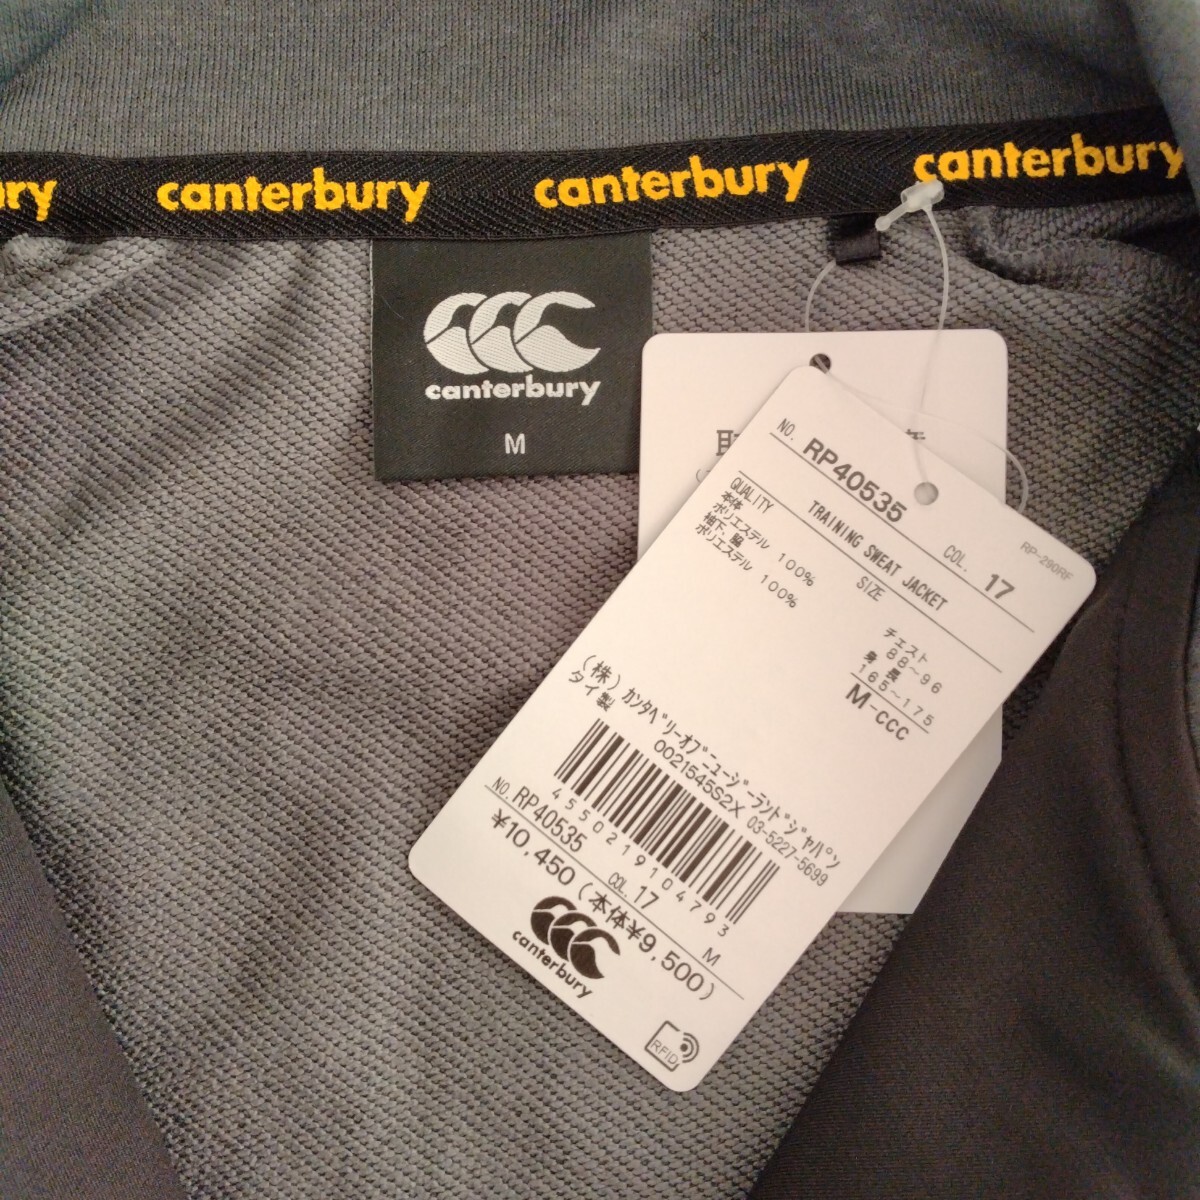 ury canterbury canterbury canterbury
canterbury
M
NO. RP40535 COL. 17
RP-290RF
TRAINING SWEAT JACKET
QUALITY SIZE
本体
ポリエステル 100%
袖下、脇
ポリエステル 100%
チェスト
88~96
身長
165~175
M-CCC
(株)カンタベリーオブニュージーランドジャパン
タイ製 0021545S2X 03-5227-5699
4550219104793
NO. RP40535 COL. 17 M
¥10,450(本体¥9,500)
canterbury
RFID